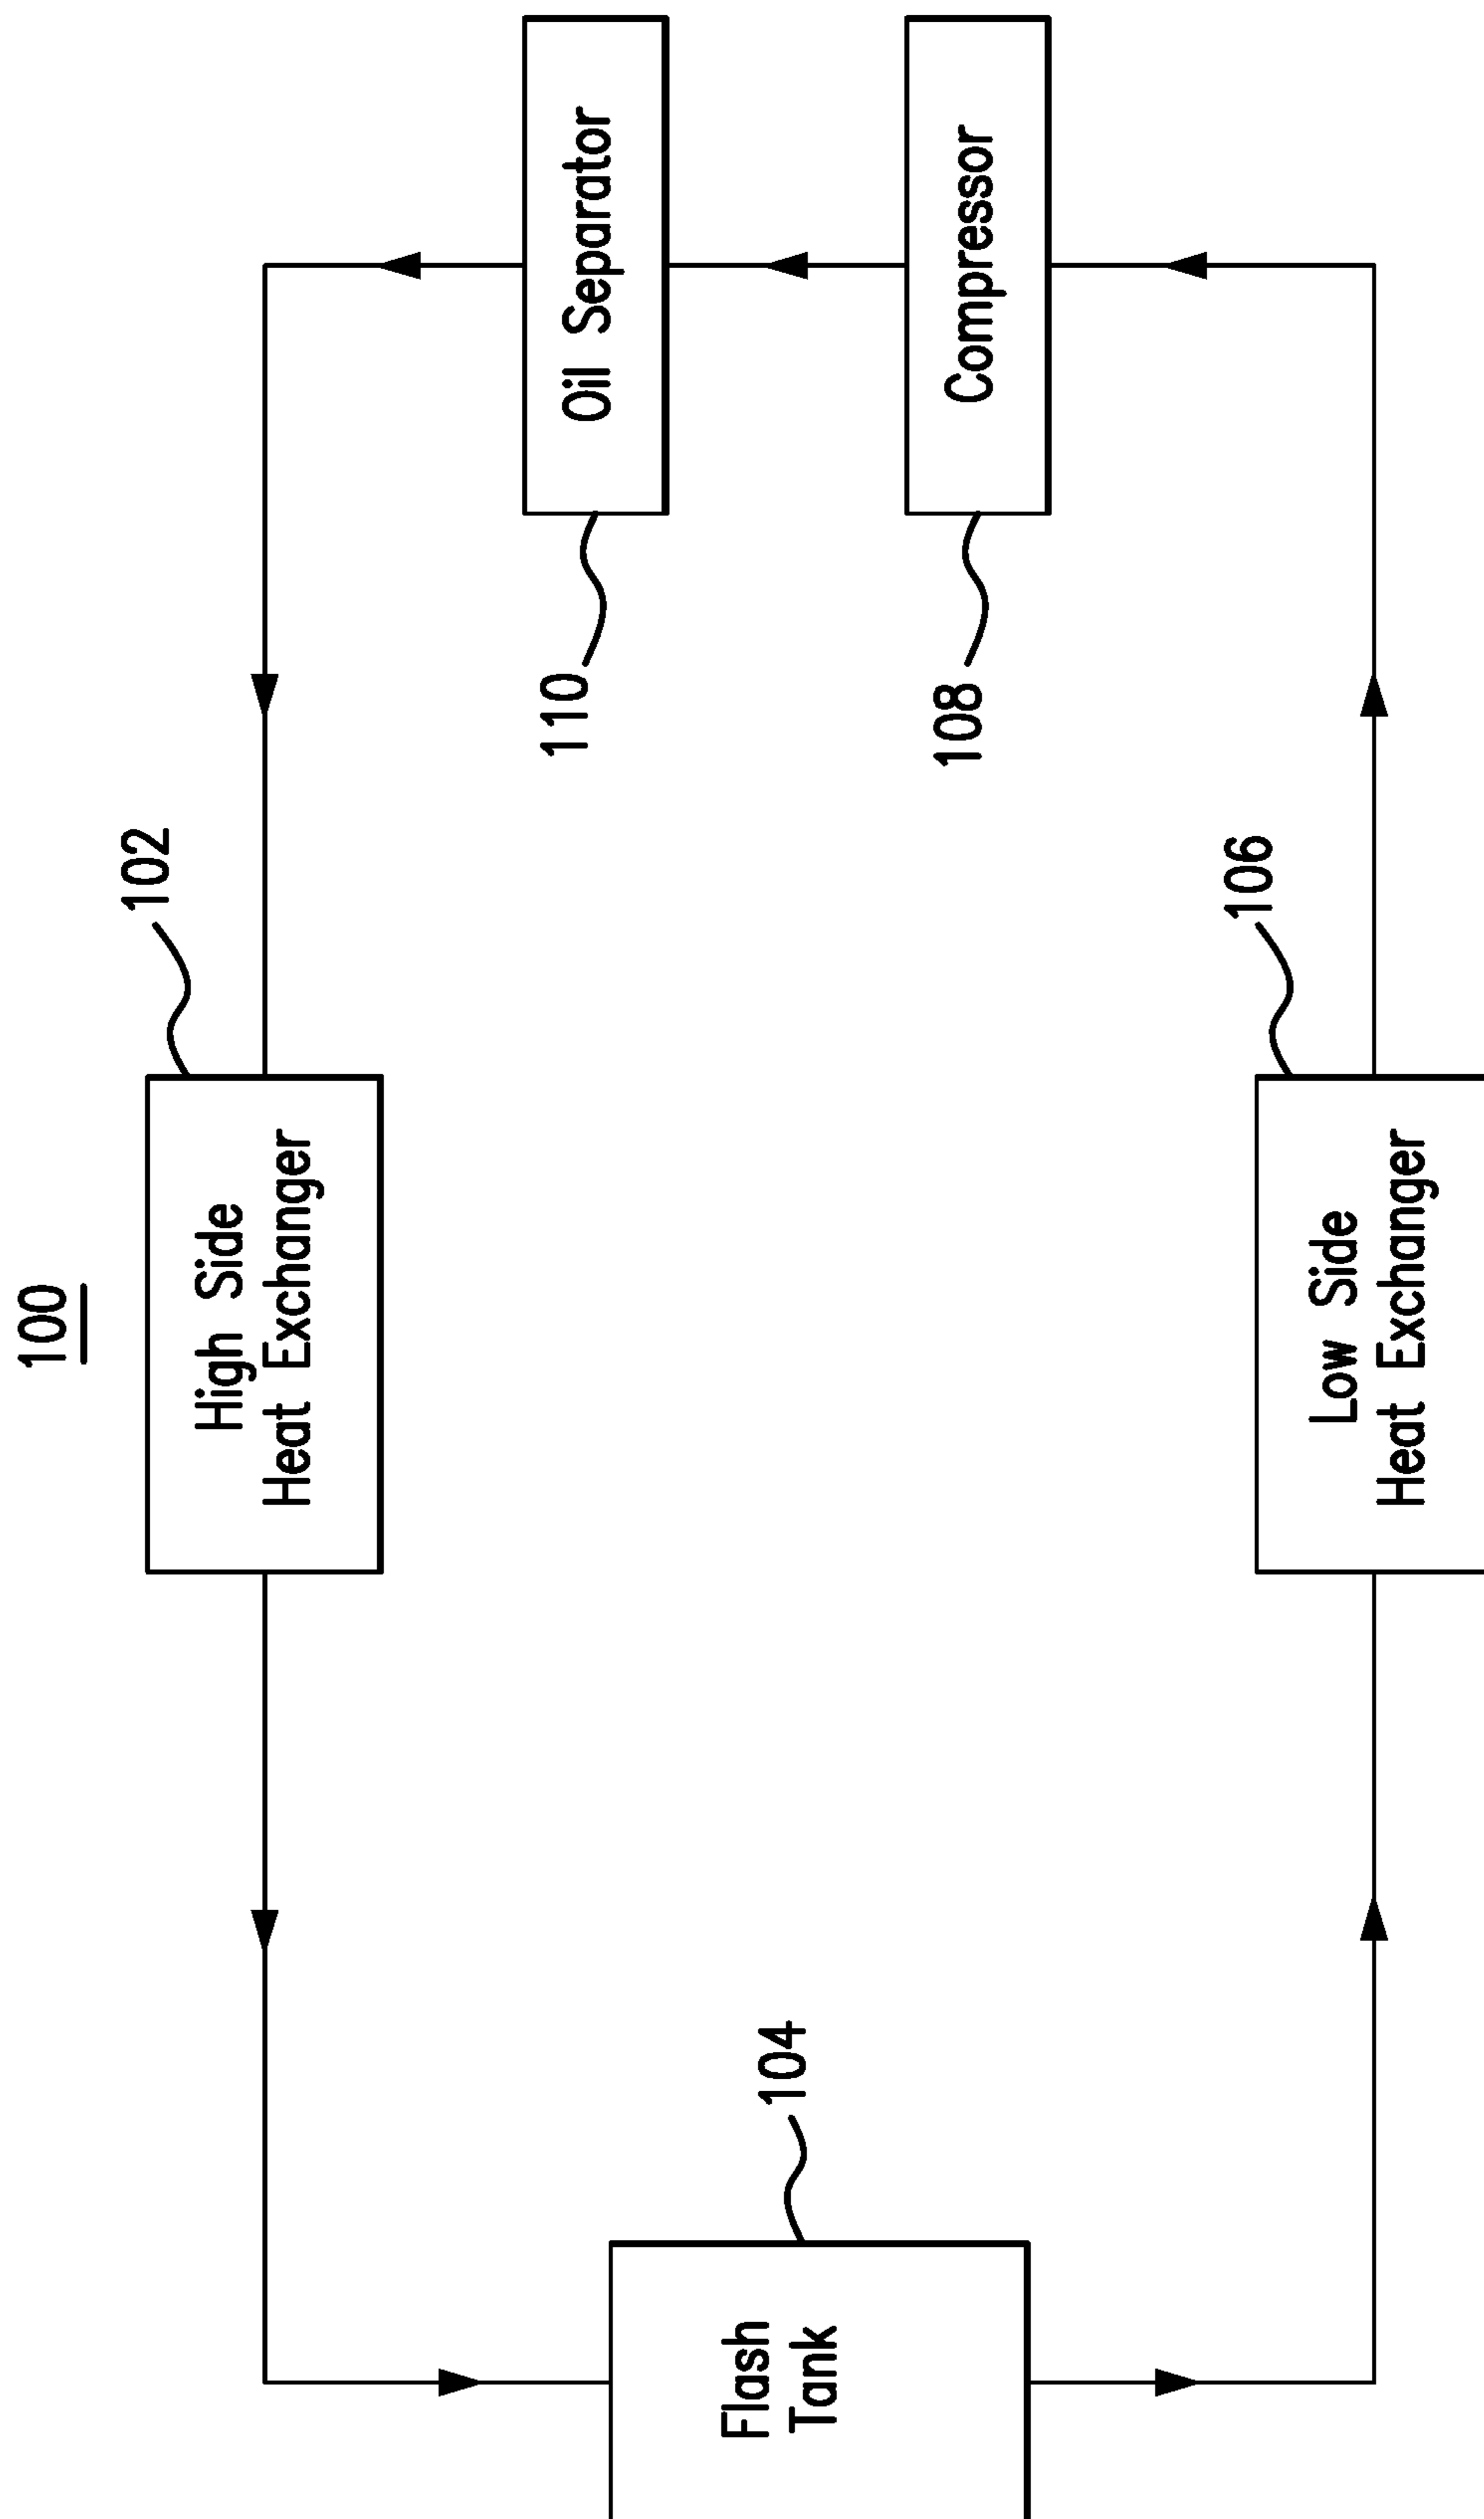 100
102
High Side
Heat Exchanger
Oil Separator
110
Compressor
108
Flash
Tank
104
106
Low Side
Heat Exchanger